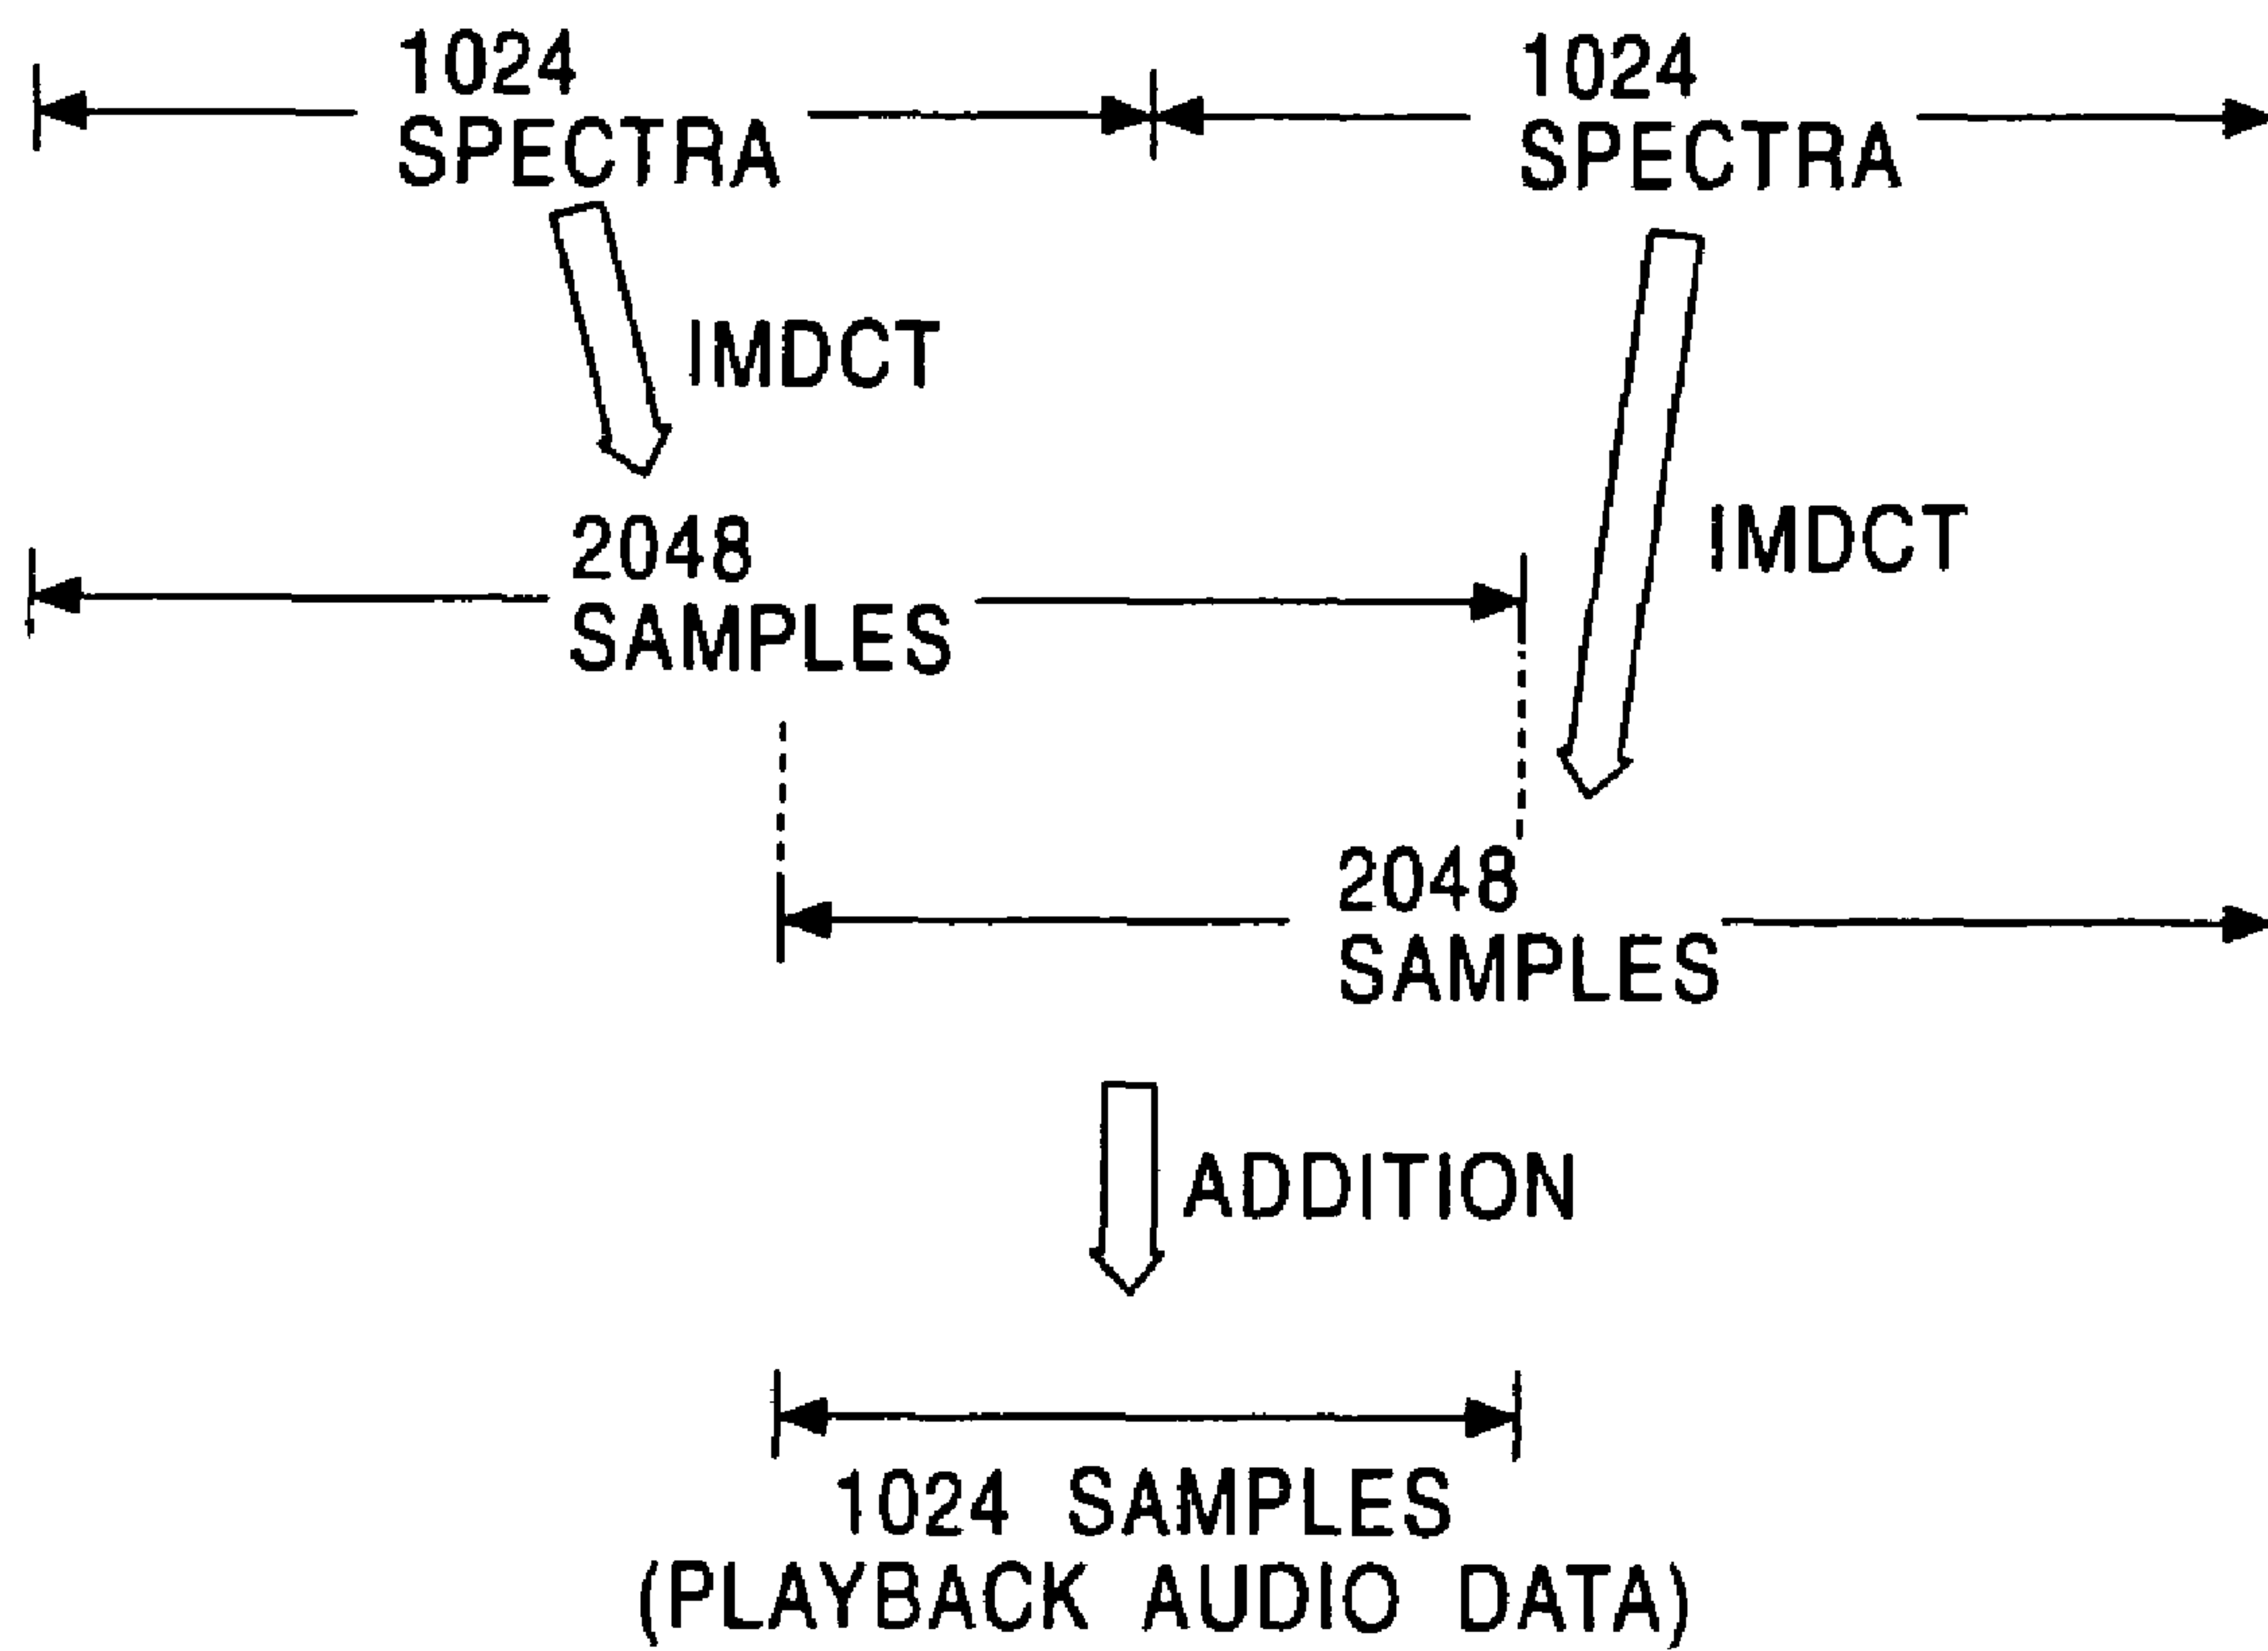 1024
SPECTRA
1024
SPECTRA
IMDCT
IMDCT
2048
SAMPLES
2048
SAMPLES
ADDITION
1024 SAMPLES
(PLAYBACK AUDIO DATA)